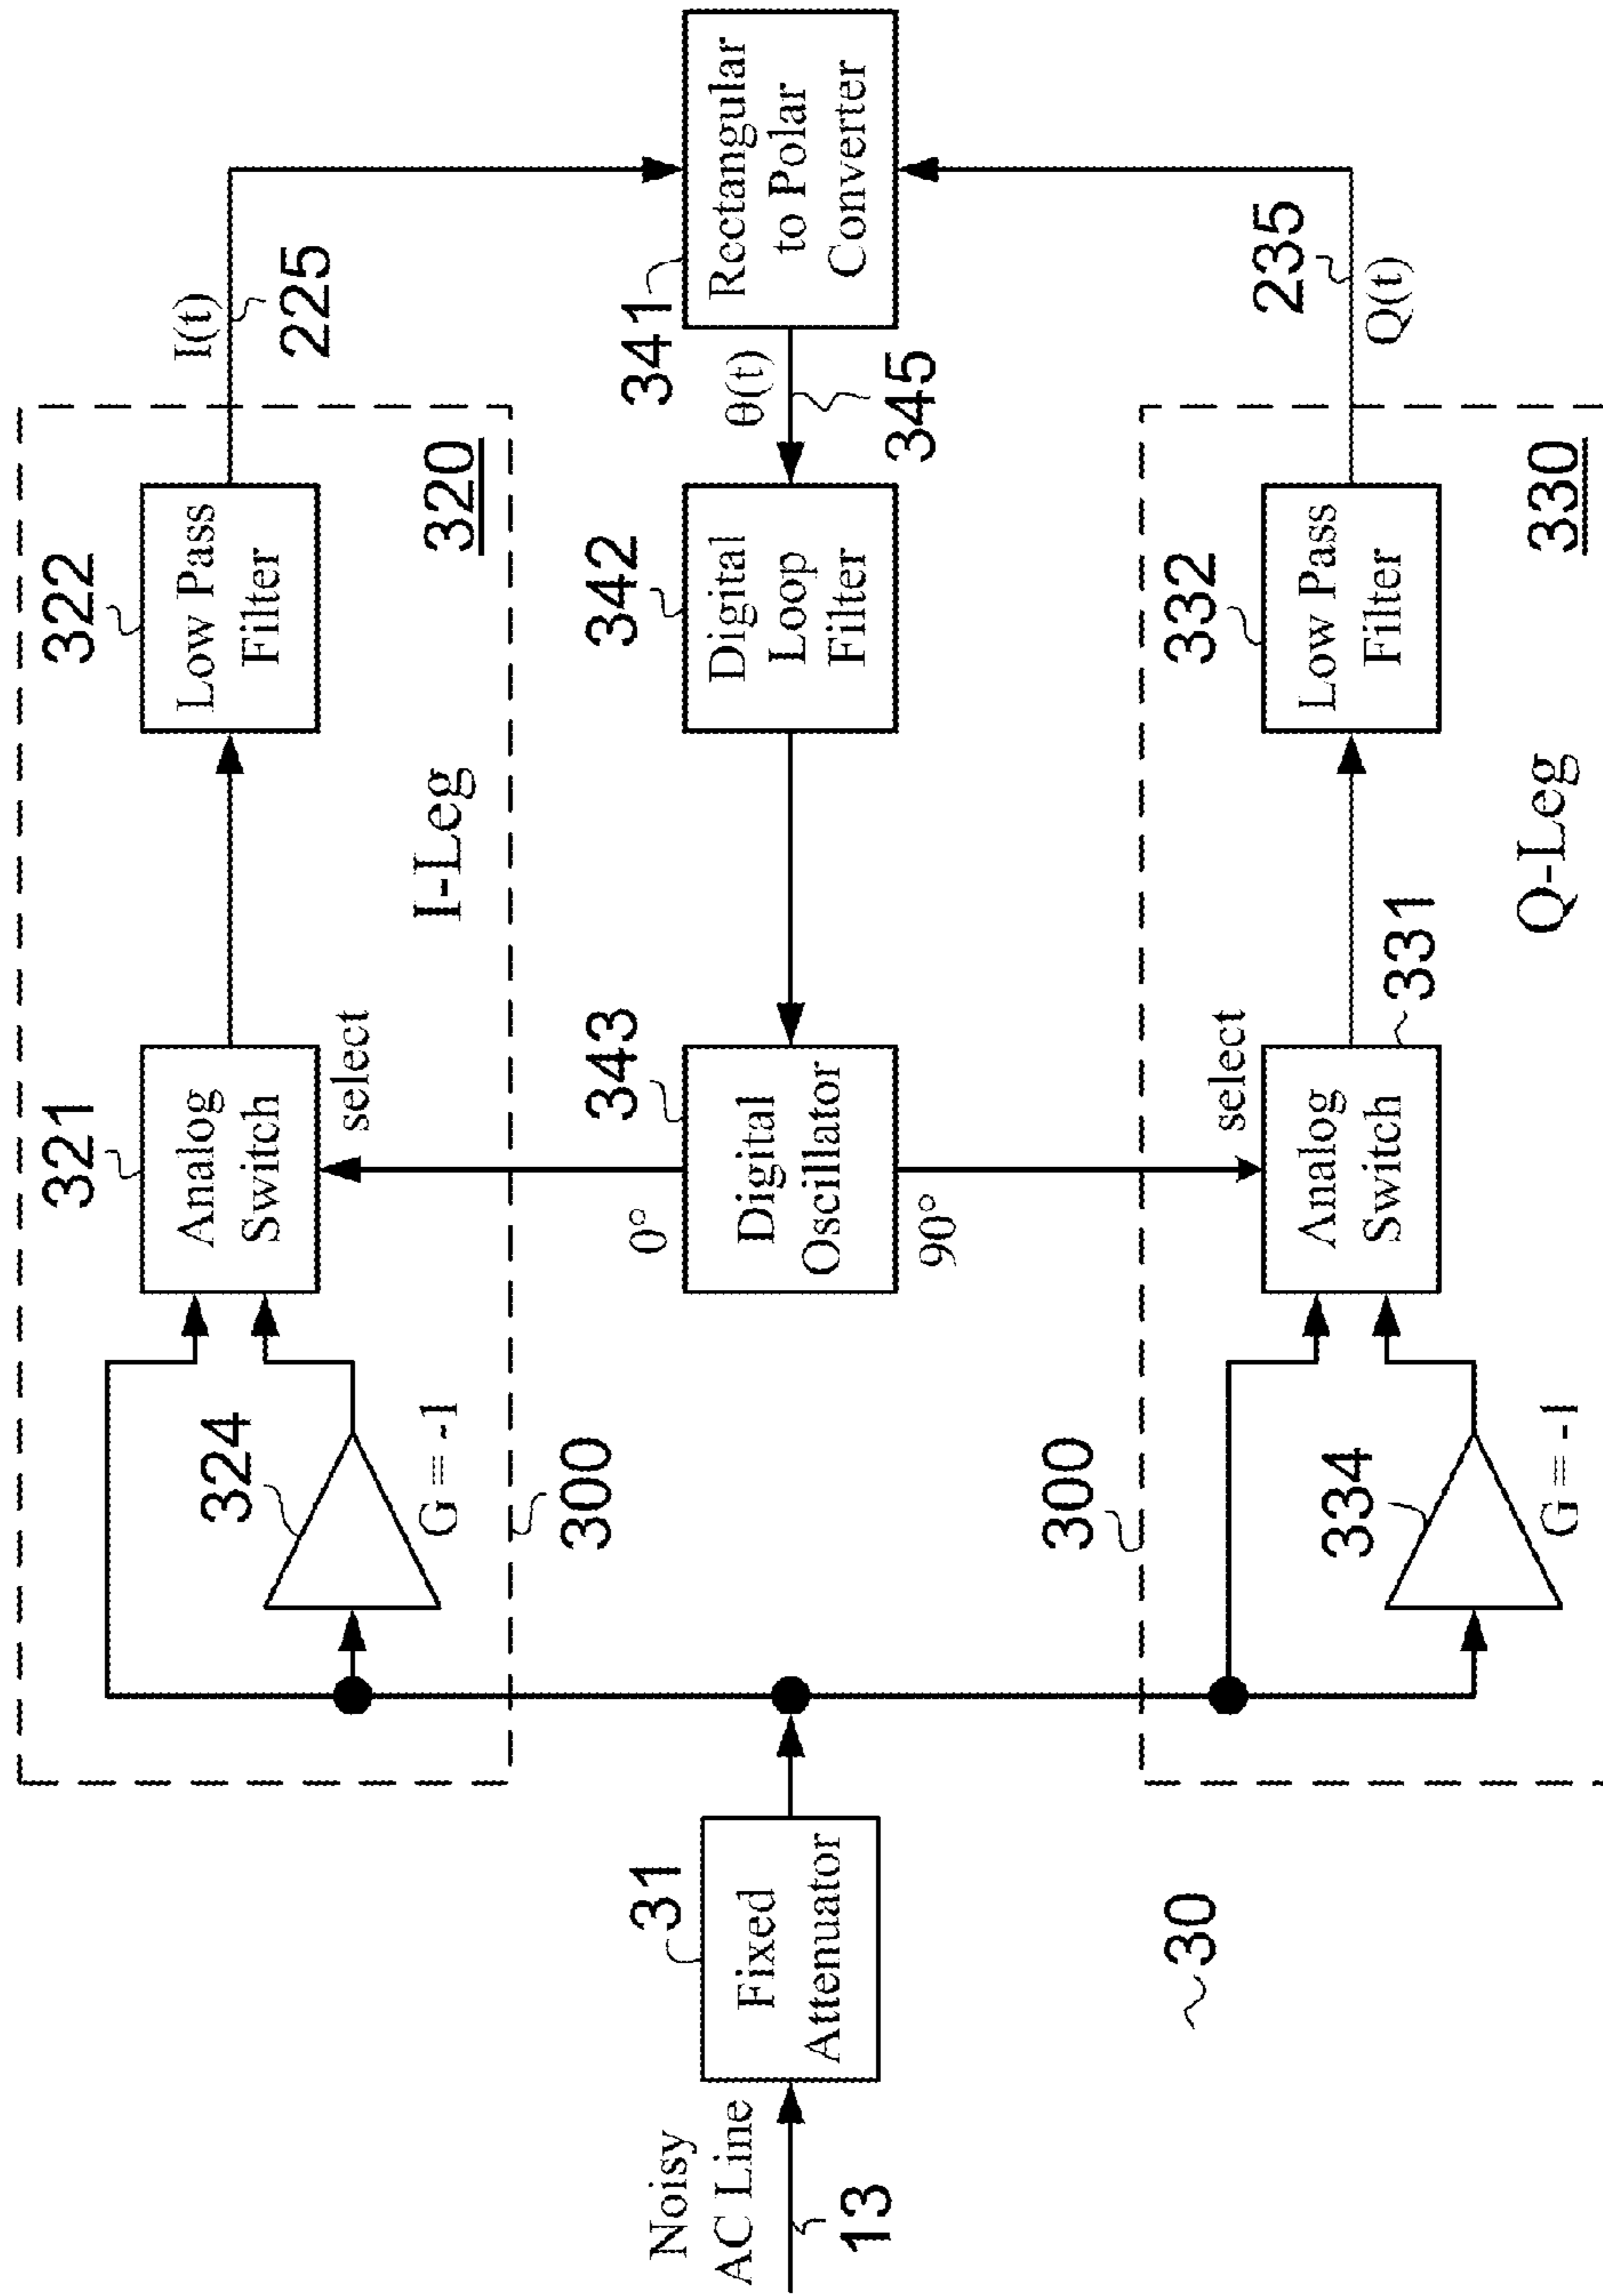 Noisy
AC Line
13
31
Fixed
Attenuator
30
300
324
G = -1
321
Analog
Switch
select
322
Low Pass
Filter
I-Leg
320
I(t)
225
0°
343
Digital
Oscillator
90°
342
Digital
Loop
Filter
θ(t)
345
341
Rectangular
to Polar
Converter
300
334
G = -1
select
Analog
Switch
331
332
Low Pass
Filter
Q-Leg
330
235
Q(t)